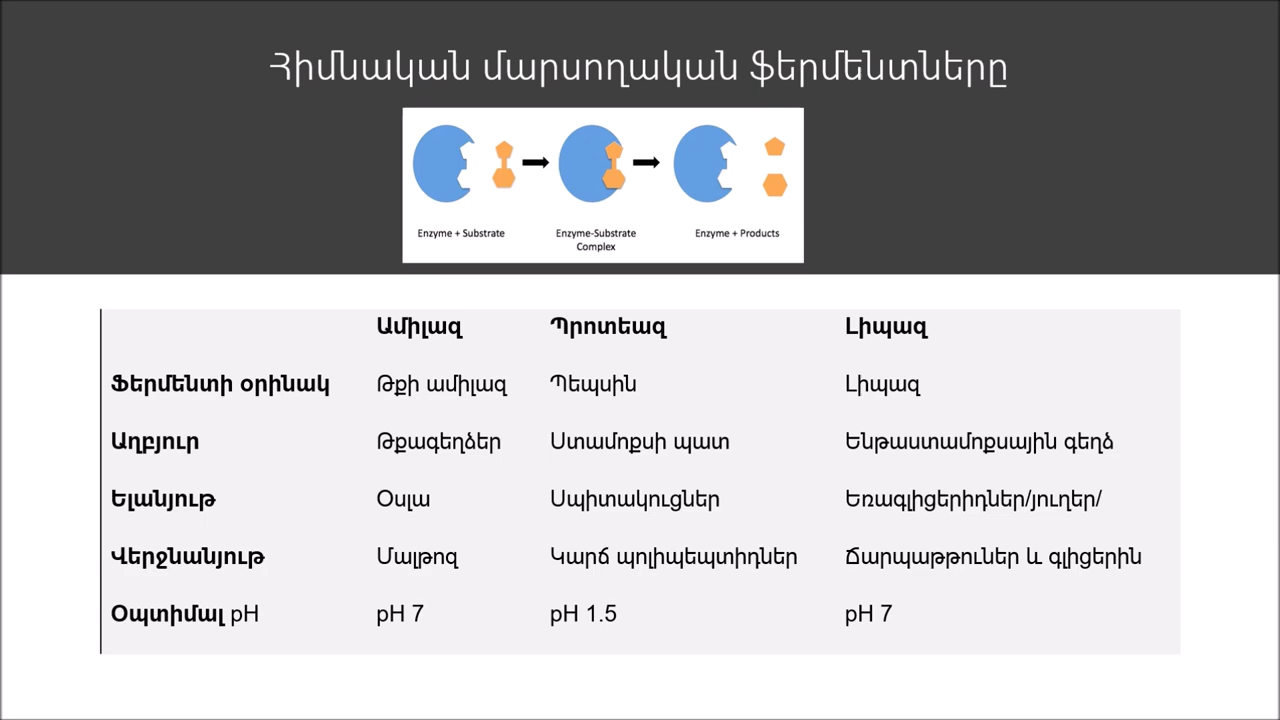 Հիմնական մարսողական ֆերմենտները
Enzyme + Substrate
Enzyme-Substrate
Complex
Enzyme + Products
Ամիլազ Պրոտեազ Լիպազ
Ֆերմենտի օրինակ Թքի ամիլազ Պեպսին Լիպազ
Աղբյուր Թքագեղձեր Ստամոքսի պատ Ենթաստամոքսային գեղձ
Ելանյութ Օսլա Սպիտակուցներ Եռագլիցերիդներ/յուղեր/
Վերջնանյութ Մալթոզ Կարճ պոլիպեպտիդներ Ճարպաթթուներ և գլիցերին
Օպտիմալ pH pH 7 pH 1.5 pH 7